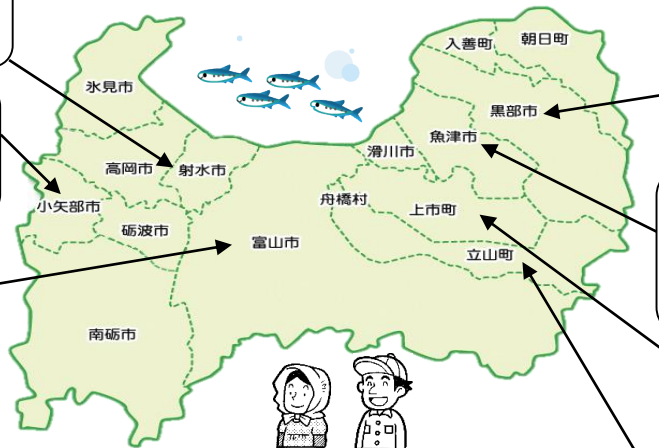 朝日町
入善町
氷見市
黒部市
魚津市
滑川市
高岡市
射水市
舟橋村
小矢部市
上市町
砺波市
富山市
立山町
南砺市